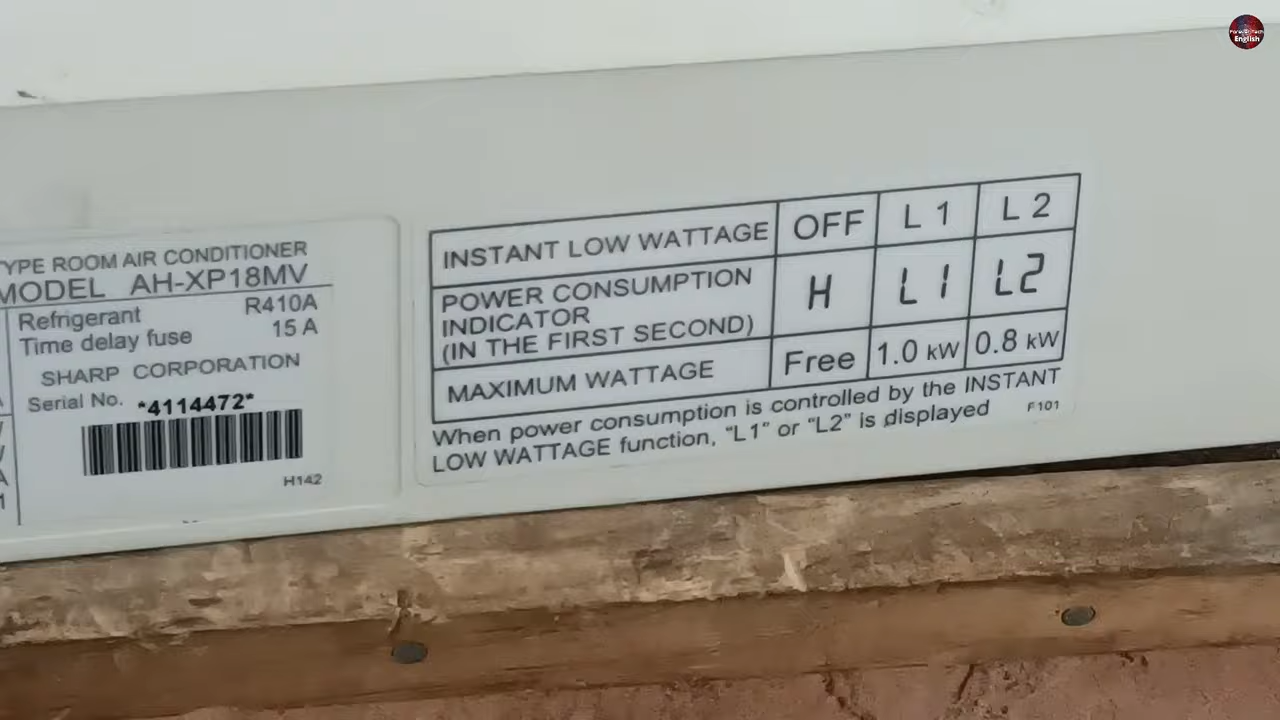 TYPE ROOM AIR CONDITIONER
MODEL AH-XP18MV
Refrigerant R410A
Time delay fuse 15 A
SHARP CORPORATION
Serial No. *4114472*
H142
INSTANT LOW WATTAGE OFF L 1 L 2
POWER CONSUMPTION
INDICATOR
(IN THE FIRST SECOND) H L1 L2
MAXIMUM WATTAGE Free 1.0 kW 0.8 kW
When power consumption is controlled by the INSTANT
LOW WATTAGE function, “L1” or “L2” is displayed
F101
English